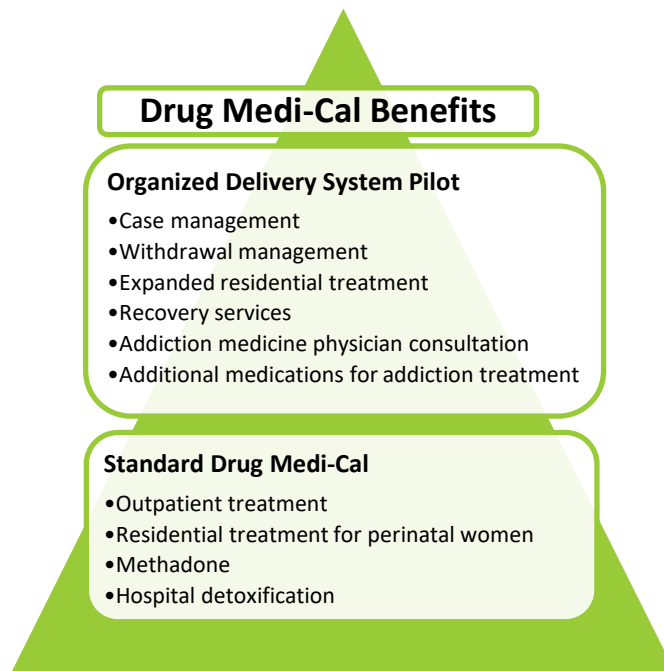 Drug Medi-Cal Benefits
Organized Delivery System Pilot
•Case management
•Withdrawal management
•Expanded residential treatment
•Recovery services
•Addiction medicine physician consultation
•Additional medications for addiction treatment
Standard Drug Medi-Cal
•Outpatient treatment
•Residential treatment for perinatal women
•Methadone
•Hospital detoxification